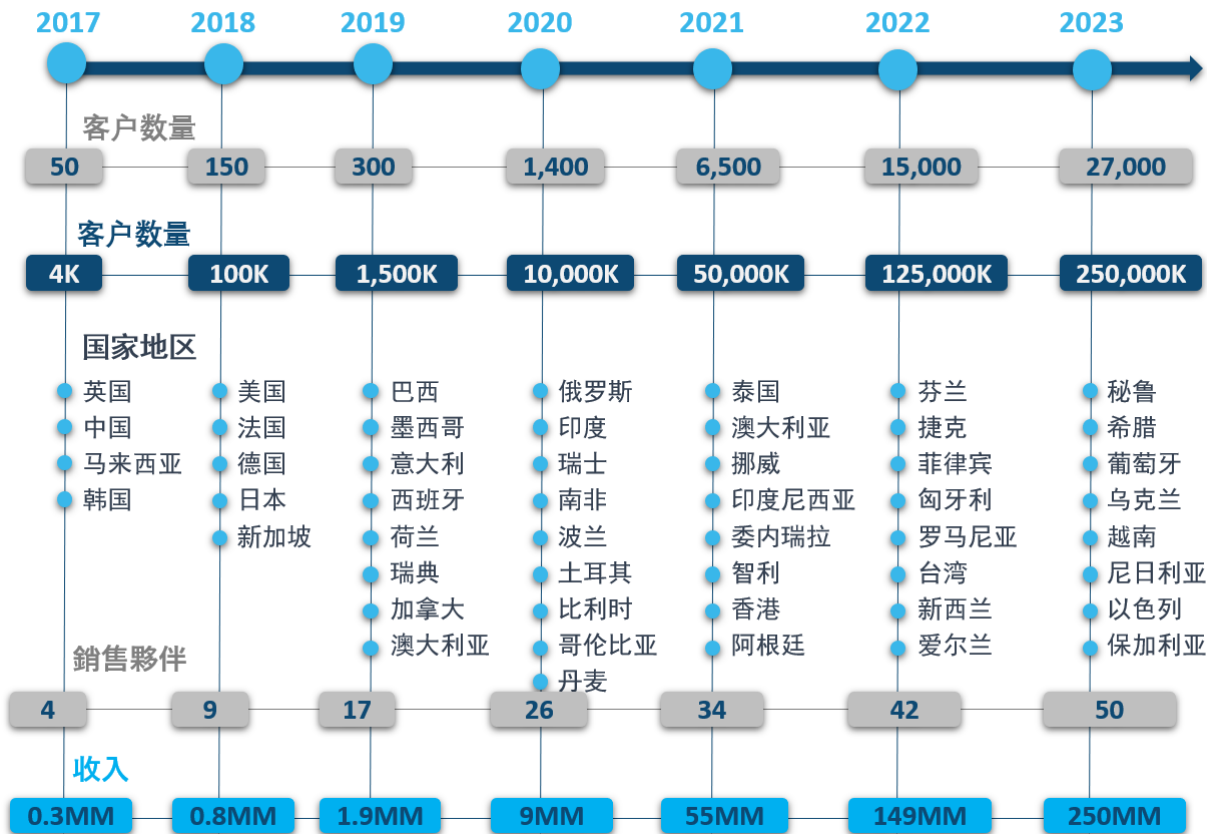 2017 2018 2019 2020 2021 2022 2023
客户数量
50 150 300 1,400 6,500 15,000 27,000
客户数量
4K 100K 1,500K 10,000K 50,000K 125,000K 250,000K
国家地区
英国 美国 巴西 俄罗斯 泰国 芬兰 秘鲁
中国 法国 墨西哥 印度 澳大利亚 捷克 希腊
马来西亚 德国 意大利 瑞士 挪威 菲律宾 葡萄牙
韩国 日本 西班牙 南非 印度尼西亚 匈牙利 乌克兰
新加坡 荷兰 波兰 委内瑞拉 罗马尼亚 越南
瑞典 土耳其 智利 台湾 尼日利亚
加拿大 比利时 香港 新西兰 以色列
澳大利亚 哥伦比亚 阿根廷 爱尔兰 保加利亚
銷售夥伴
丹麦
4 9 17 26 34 42 50
收入
0.3MM 0.8MM 1.9MM 9MM 55MM 149MM 250MM